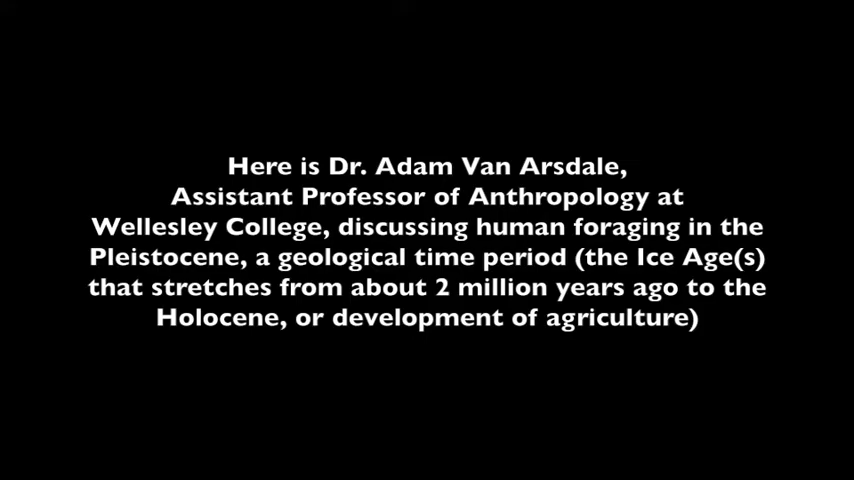 Here is Dr. Adam Van Arsdale,
Assistant Professor of Anthropology at
Wellesley College, discussing human foraging in the
Pleistocene, a geological time period (the Ice Age(s)
that stretches from about 2 million years ago to the
Holocene, or development of agriculture)